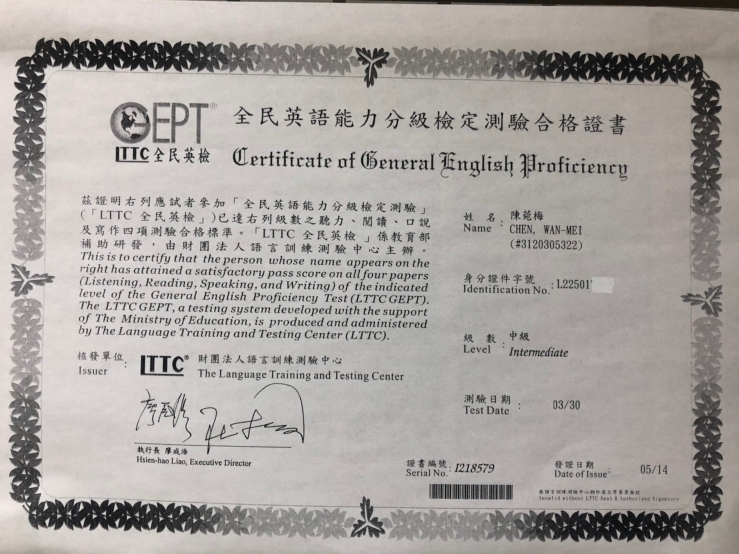 GEPT®
LTTC 全民英檢
全民英語能力分級檢定測驗合格證書
Certificate of General English Proficiency
茲證明右列應試者參加「全民英語能力分級檢定測驗」
(「LTTC 全民英檢」)已達右列級數之聽力、閱讀、口說
及寫作四項測驗合格標準。「LTTC 全民英檢」係教育部
補助研發，由財團法人語言訓練測驗中心主辦。
This is to certify that the person whose name appears on the
right has attained a satisfactory pass score on all four papers
(Listening, Reading, Speaking, and Writing) of the indicated
level of the General English Proficiency Test (LTTC GEPT).
The LTTC GEPT, a testing system developed with the support
of The Ministry of Education, is produced and administered
by The Language Training and Testing Center (LTTC).
核發單位:
Issuer
LTTC® 財團法人語言訓練測驗中心
The Language Training and Testing Center
執行長 廖咸浩
Hsien-hao Liao, Executive Director
姓 名: 陳菀梅
Name CHEN, WAN-MEI
(#3120305322)
身分證件字號
Identification No.: L22501
級 數: 中級
Level Intermediate
測驗日期
Test Date : 03/30
證書編號
Serial No.: I218579
發證日期
Date of Issue: 05/14
Invalid without LTTC Seal & Authorized Signature